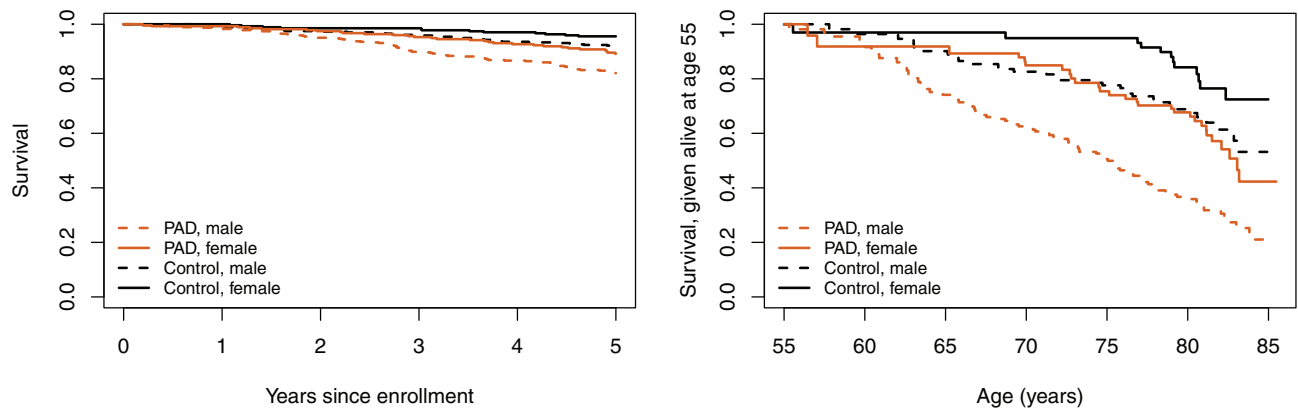 Survival
1.0
0.8
0.6
0.4
0.2
0.0
PAD, male
PAD, female
Control, male
Control, female
0 1 2 3 4 5
Years since enrollment
Survival, given alive at age 55
1.0
0.8
0.6
0.4
0.2
0.0
PAD, male
PAD, female
Control, male
Control, female
55 60 65 70 75 80 85
Age (years)